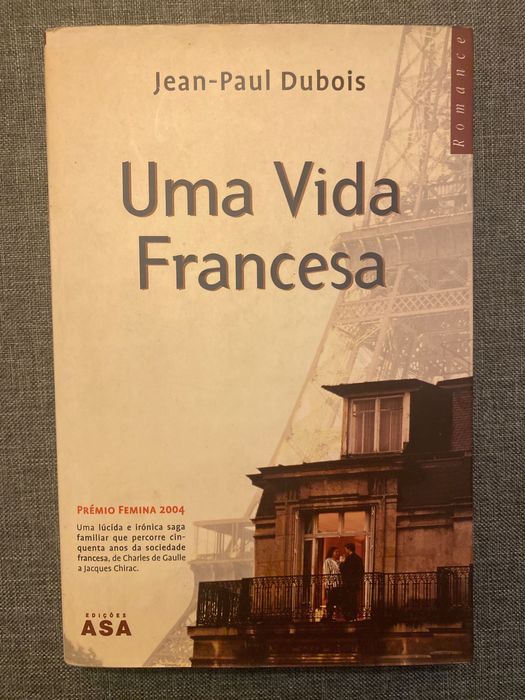 Romance
Jean-Paul Dubois
Uma Vida
Francesa
PRÉMIO FEMINA 2004
Uma lúcida e irónica saga
familiar que percorre cin-
quenta anos da sociedade
francesa, de Charles de Gaulle
a Jacques Chirac.
EDIÇÕES
ASA